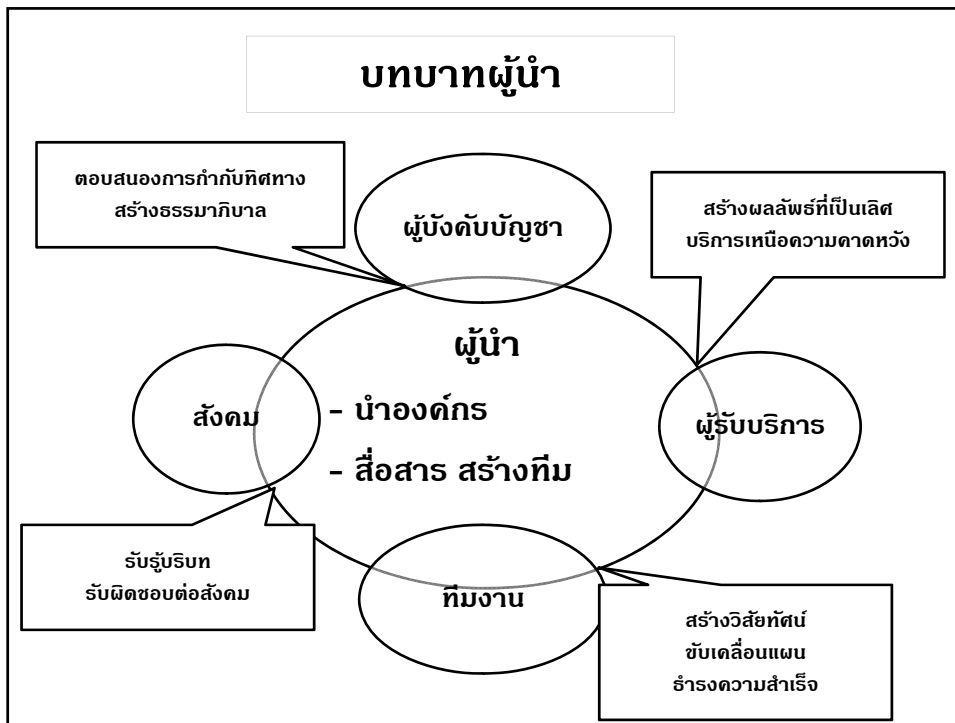 บทบาทผู้นำ
ตอบสนองการกำกับทิศทาง
สร้างธรรมาภิบาล
ผู้บังคับบัญชา
สร้างผลลัพธ์ที่เป็นเลิศ
บริการเหนือความคาดหวัง
ผู้นำ
- นำองค์กร
- สื่อสาร สร้างทีม
สังคม
ผู้รับบริการ
รับรู้บริบท
รับผิดชอบต่อสังคม
ทีมงาน
สร้างวิสัยทัศน์
ขับเคลื่อนแผน
ธำรงความสำเร็จ